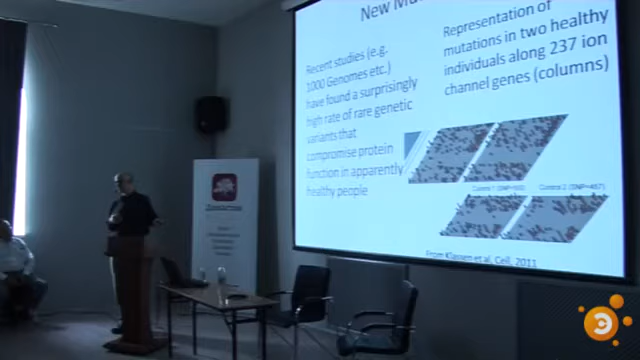 New Mu
Recent studies (e.g.
1000 Genomes etc.)
have found a surprisingly
high rate of rare genetic
variants that
compromise protein
function in apparently
healthy people
Representation of
mutations in two healthy
individuals along 237 ion
channel genes (columns)
From Klassen et al, Cell, 2011